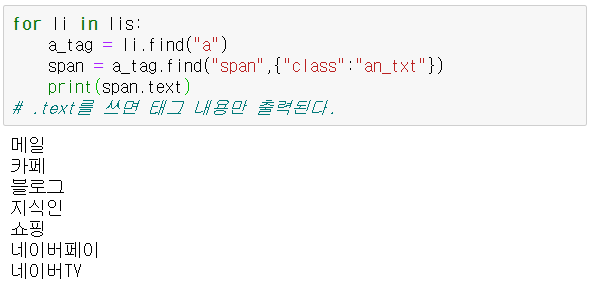 for li in lis:
    a_tag = li.find("a")
    span = a_tag.find("span",{"class":"an_txt"})
    print(span.text)
# .text를 쓰면 태그 내용만 출력된다.
메일
카페
블로그
지식인
쇼핑
네이버페이
네이버TV